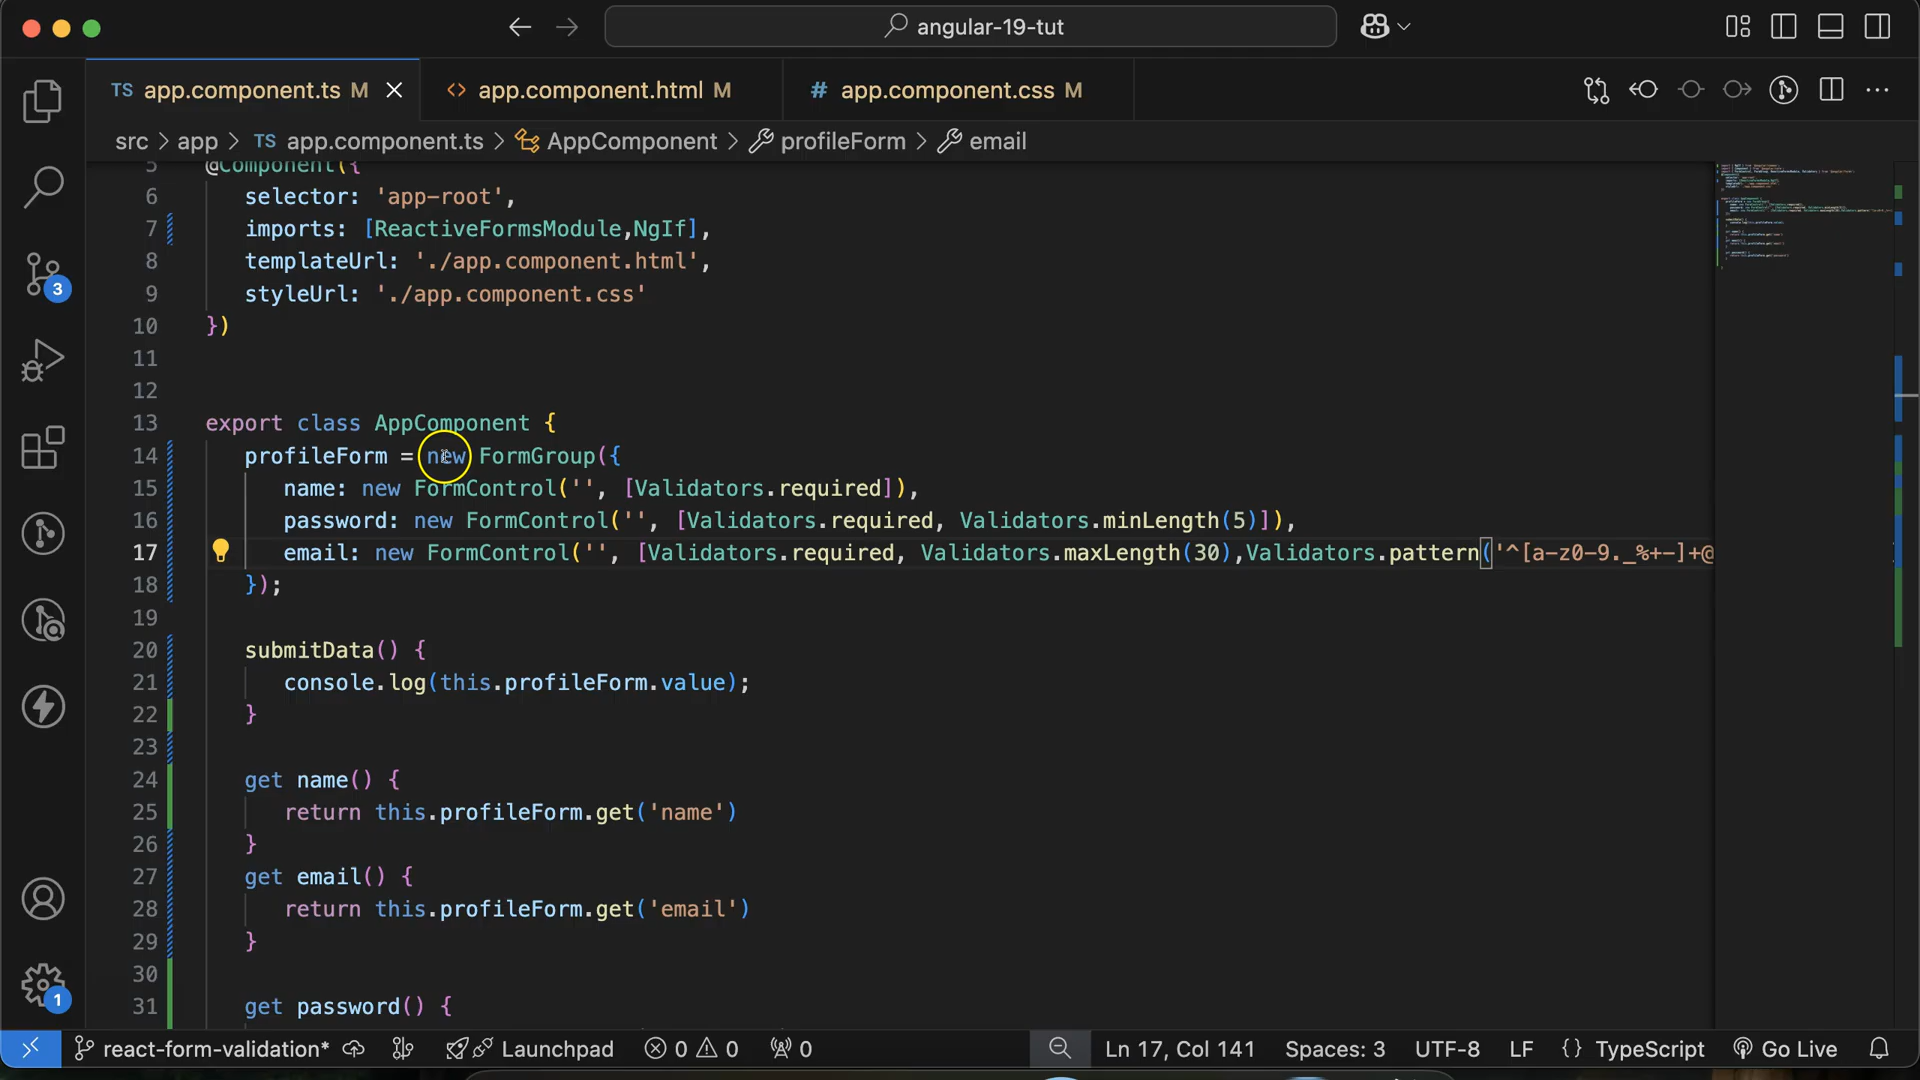 angular-19-tut
TS app.component.ts M
<> app.component.html M
# app.component.css M
src > app > TS app.component.ts > AppComponent > profileForm > email
5 @Component({
6 selector: 'app-root',
7 imports: [ReactiveFormsModule,NgIf],
8 templateUrl: './app.component.html',
9 styleUrl: './app.component.css'
10 })
11
12
13 export class AppComponent {
14 profileForm = new FormGroup({
15 name: new FormControl('', [Validators.required]),
16 password: new FormControl('', [Validators.required, Validators.minLength(5)]),
17 email: new FormControl('', [Validators.required, Validators.maxLength(30),Validators.pattern('^[a-z0-9._%+-]+@
18 });
19
20 submitData() {
21 console.log(this.profileForm.value);
22 }
23
24 get name() {
25 return this.profileForm.get('name')
26 }
27 get email() {
28 return this.profileForm.get('email')
29 }
30
31 get password() {
3
1
react-form-validation* Launchpad 0 0 0 Ln 17, Col 141 Spaces: 3 UTF-8 LF {} TypeScript Go Live